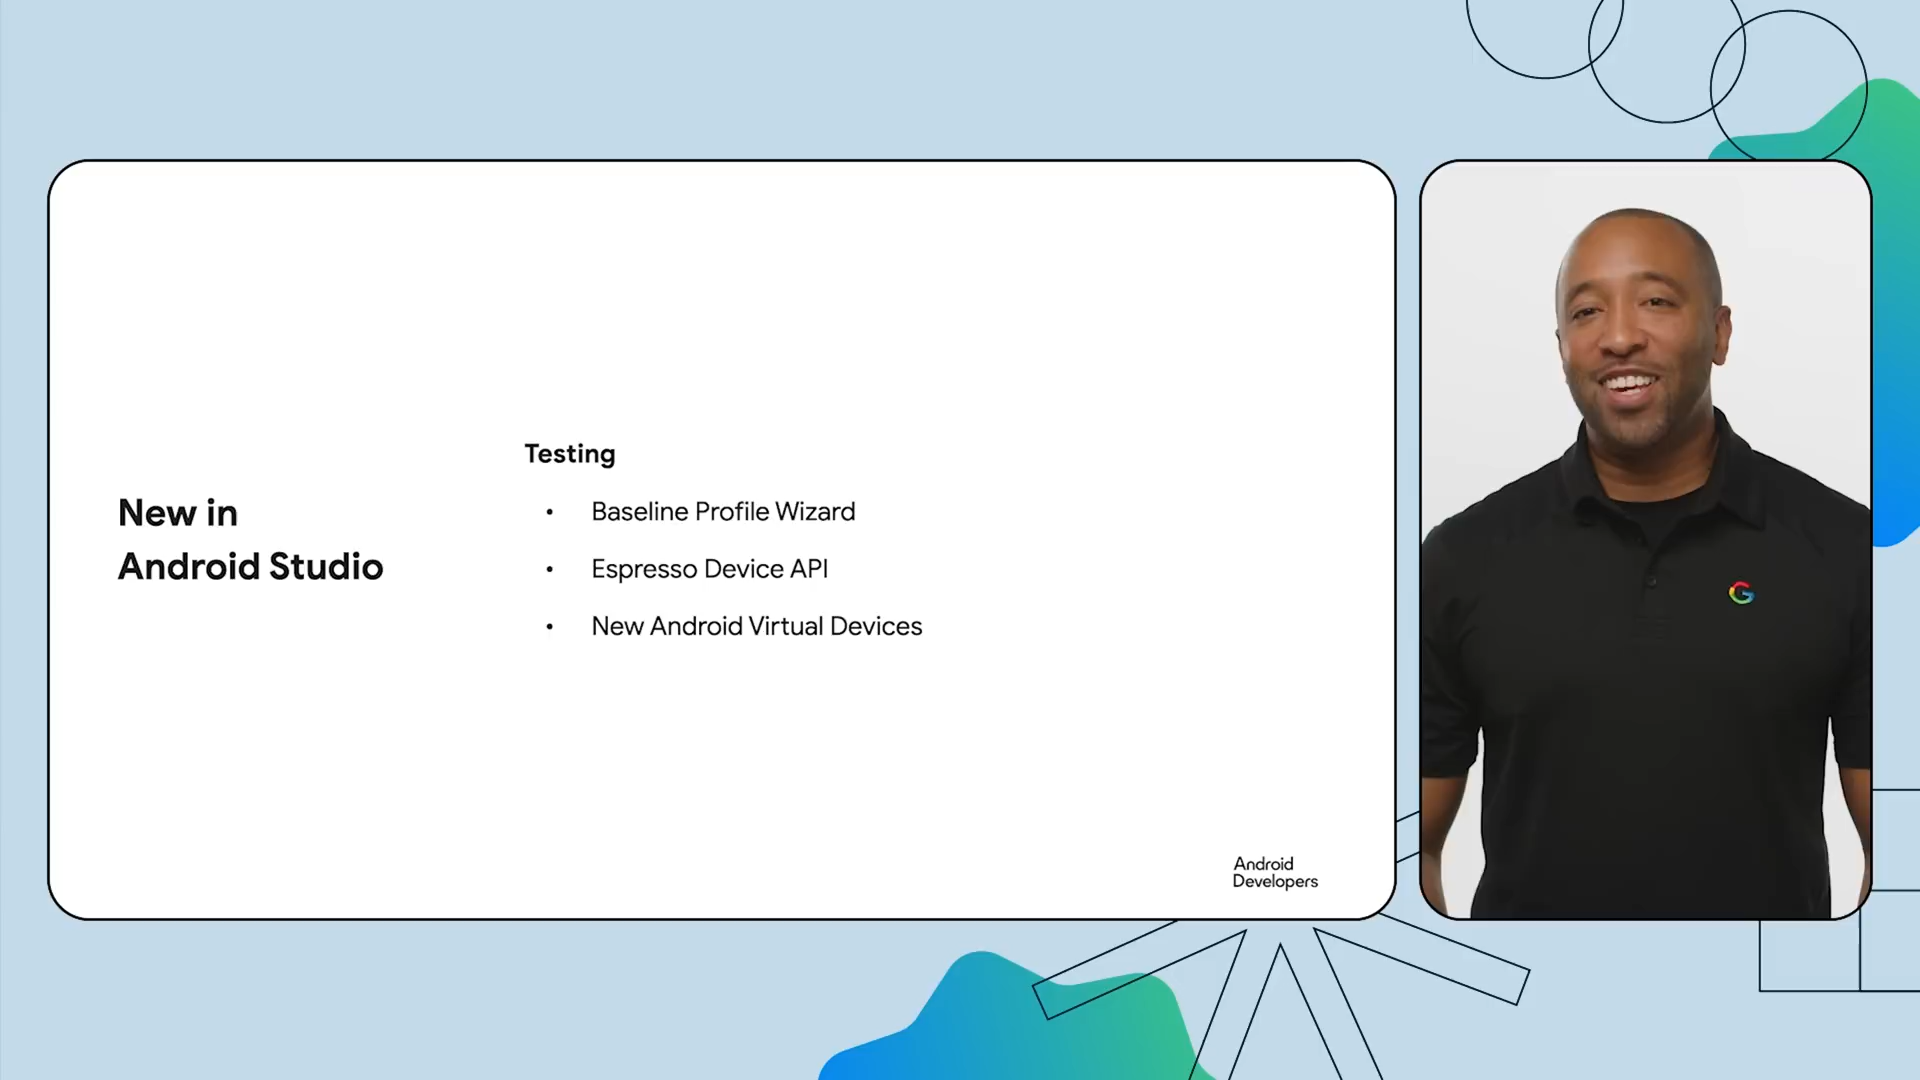 New in
Android Studio
Testing
• Baseline Profile Wizard
• Espresso Device API
• New Android Virtual Devices
Android
Developers
G